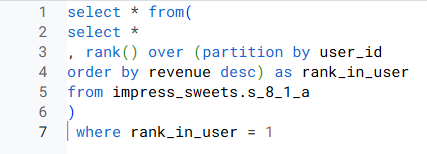 1 select * from(
2 select *
3 , rank() over (partition by user_id
4 order by revenue desc) as rank_in_user
5 from impress_sweets.s_8_1_a
6 )
7 where rank_in_user = 1